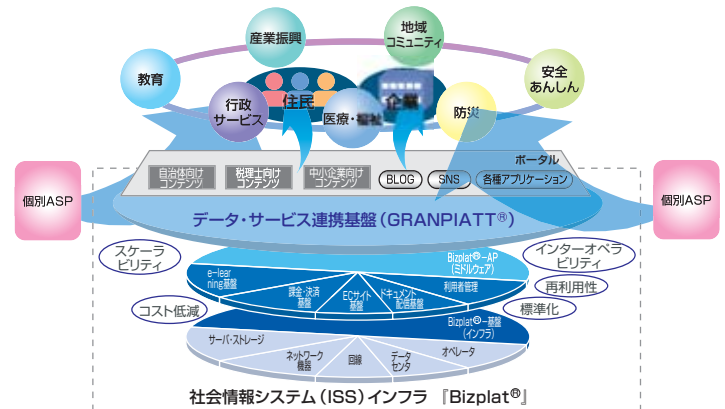 産業振興
地域
コミュニティ
教育
安全
あんしん
住民
企業
行政
サービス
医療・福祉
防災
ポータル
自治体向け
コンテンツ
税理士向け
コンテンツ
中小企業向け
コンテンツ
BLOG
SNS
各種アプリケーション
個別ASP
個別ASP
データ・サービス連携基盤(GRANPIATT®)
スケーラ
ビリティ
インターオペラ
ビリティ
Bizplat®-AP
(ミドルウェア)
e-lear
ning基盤
課金・決済
基盤
ECサイト
基盤
ドキュメント
配信基盤
利用者管理
再利用性
コスト低減
標準化
Bizplat®-基盤
(インフラ)
サーバ・ストレージ
ネットワーク
機器
回線
データ
センタ
オペレータ
社会情報システム(ISS)インフラ 『Bizplat®』